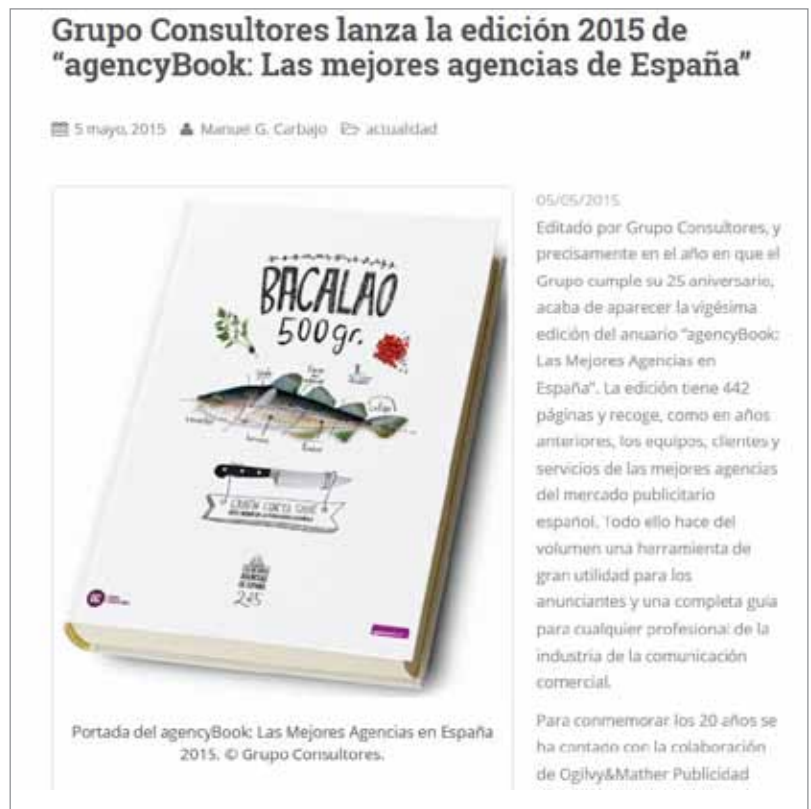 Grupo Consultores lanza la edición 2015 de
“agencyBook: Las mejores agencias de España”
5 mayo, 2015 Manuel G. Carbajo actualidad
BACALAO
500gr.
LAS MEJORES
AGENCIAS
DE ESPAÑA
Portada del agencyBook: Las Mejores Agencias en España
2015. © Grupo Consultores.
05/05/2015.
Editado por Grupo Consultores, y
precisamente en el año en que el
Grupo cumple su 25 aniversario,
acaba de aparecer la vigésima
edición del anuario “agencyBook:
Las Mejores Agencias en
España”. La edición tiene 442
páginas y recoge, como en años
anteriores, los equipos, clientes y
servicios de las mejores agencias
del mercado publicitario
español. Todo ello hace del
volumen una herramienta de
gran utilidad para los
anunciantes y una completa guía
para cualquier profesional de la
industria de la comunicación
comercial.
Para conmemorar los 20 años se
ha contado con la colaboración
de Ogilvy&Mather Publicidad